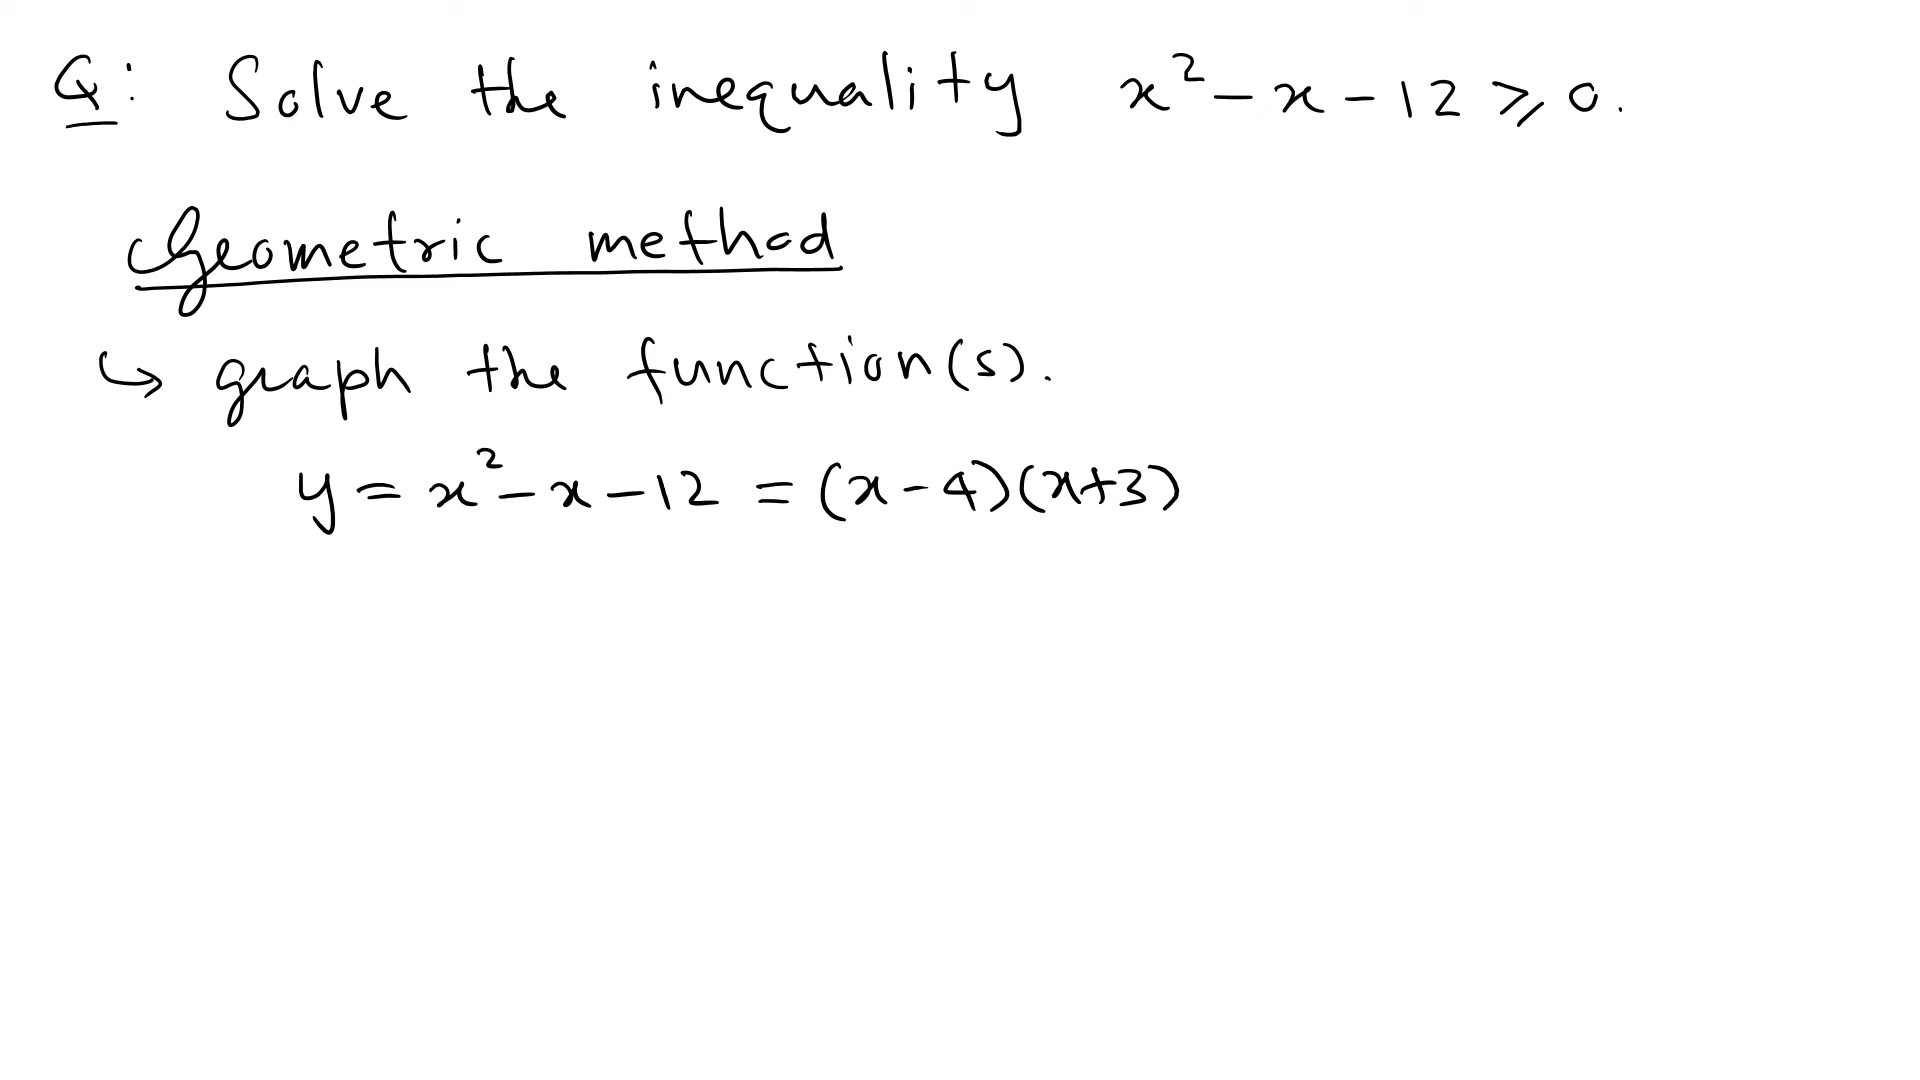 Q: Solve the inequality x² - x - 12 ⩾ 0.
Geometric method
↪ graph the function(s).
y = x² - x - 12 = (x - 4)(x+3)